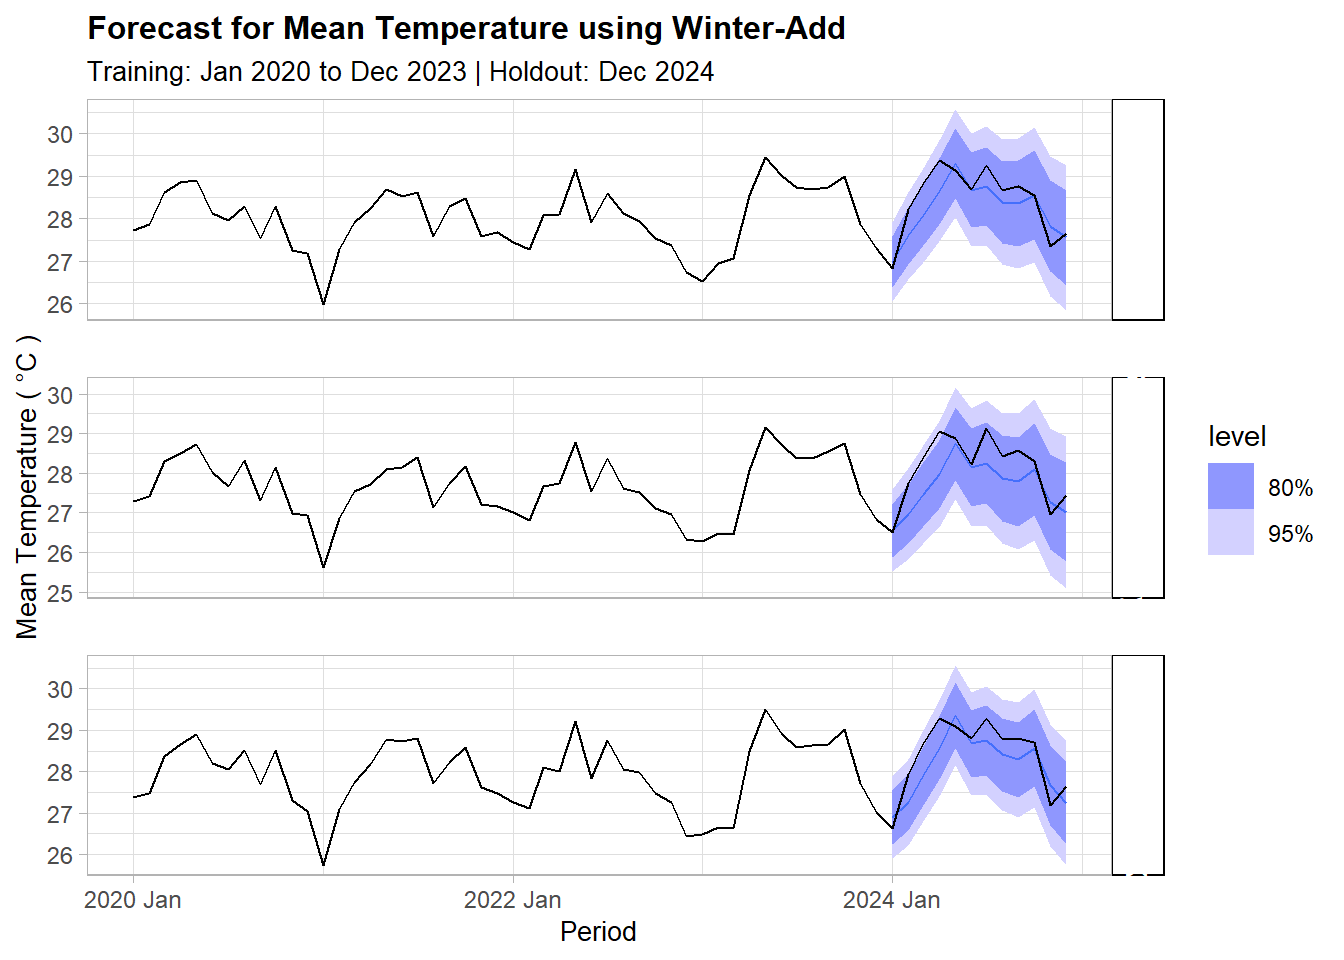 Forecast for Mean Temperature using Winter-Add
Training: Jan 2020 to Dec 2023 | Holdout: Dec 2024
30
29
28
27
26
30
29
28
27
26
25
30
29
28
27
26
Mean Temperature ( °C )
2020 Jan
2022 Jan
2024 Jan
Period
level
80%
95%